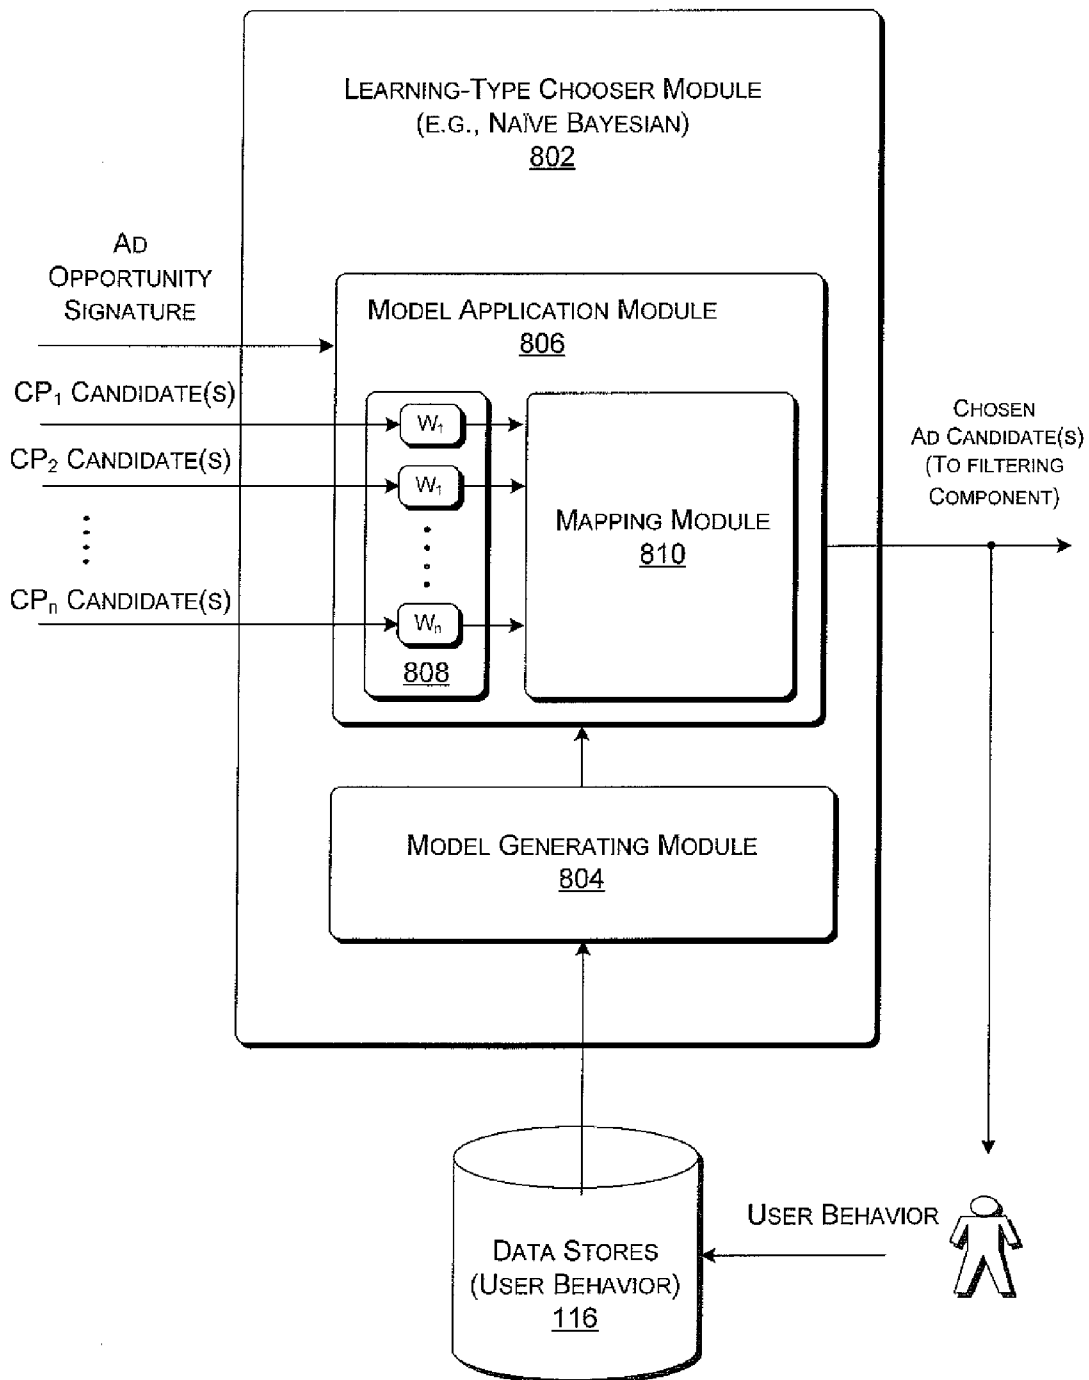 LEARNING-TYPE CHOOSER MODULE
(E.G., NAÏVE BAYESIAN)
802
AD
OPPORTUNITY
SIGNATURE
MODEL APPLICATION MODULE
806
CP₁ CANDIDATE(S)
W₁
CP₂ CANDIDATE(S)
W₁
CPₙ CANDIDATE(S)
Wₙ
808
MAPPING MODULE
810
CHOSEN
AD CANDIDATE(S)
(TO FILTERING
COMPONENT)
MODEL GENERATING MODULE
804
USER BEHAVIOR
DATA STORES
(USER BEHAVIOR)
116